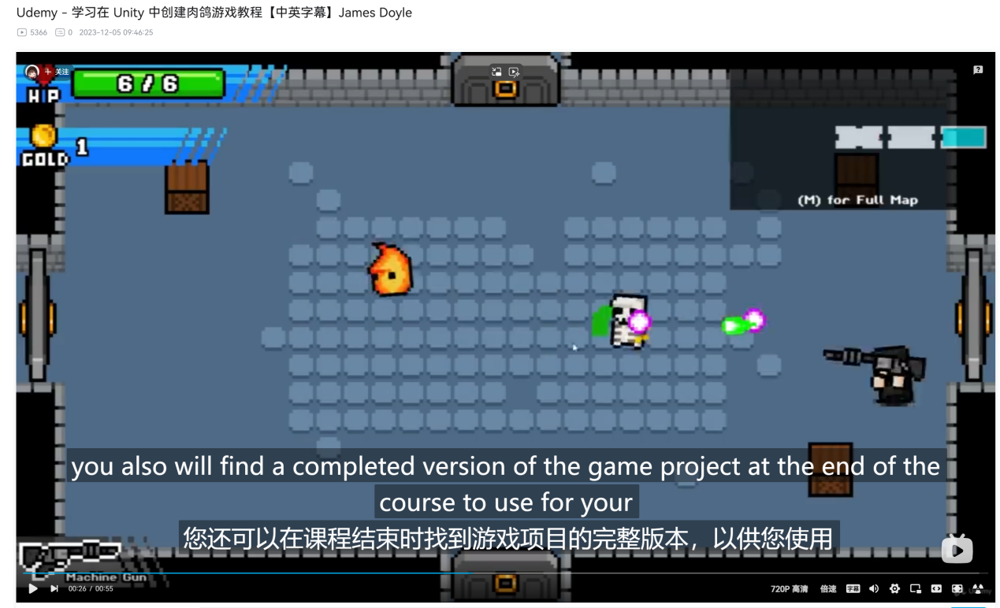 Udemy - 学习在 Unity 中创建肉鸽游戏教程【中英字幕】James Doyle
5366 0 2023-12-05 09:46:25
+ 关注
6/6
HP
GOLD 1
(M) for Full Map
you also will find a completed version of the game project at the end of the
course to use for your
您还可以在课程结束时找到游戏项目的完整版本，以供您使用
Machine Gun
00:26 / 00:55
720P 高清 倍速 字幕
Udemy